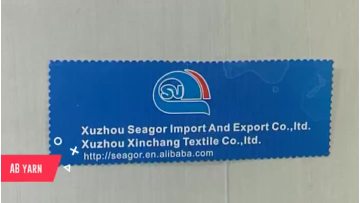 SU
Xuzhou Seagor Import And Export Co.,ltd.
Xuzhou Xinchang Textile Co.,ltd.
http://seagor.en.alibaba.com
AB YARN